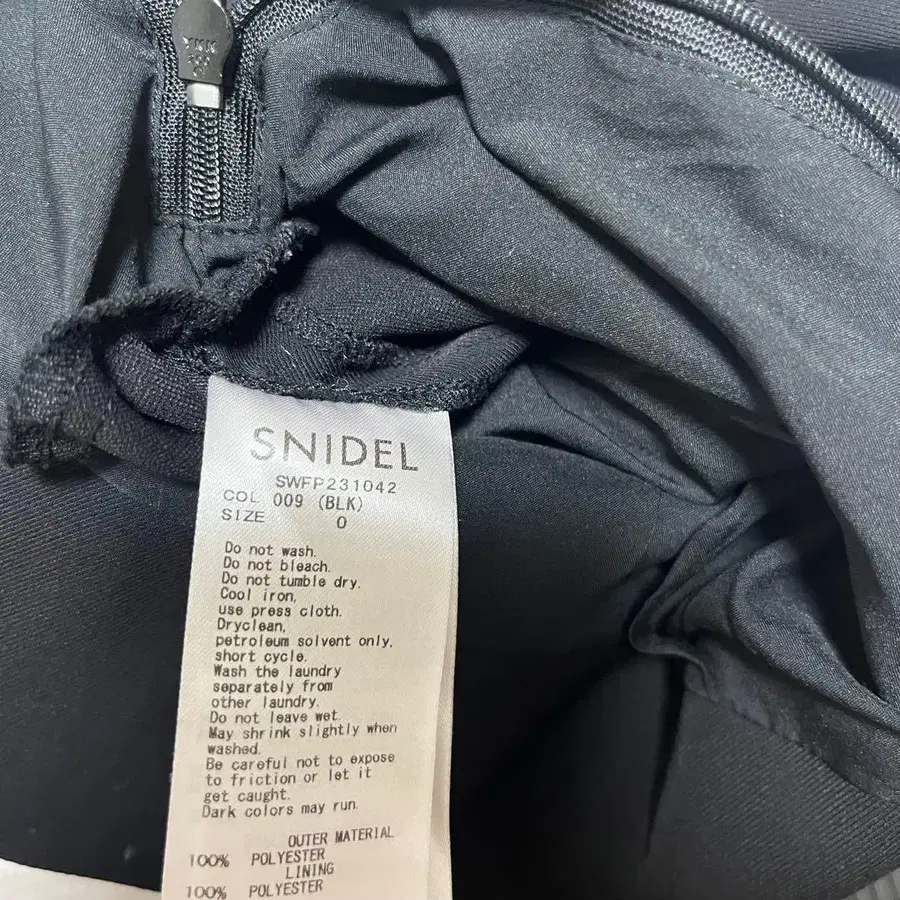 YKK
SNIDEL
SWFP231042
COL 009 (BLK)
SIZE 0
Do not wash.
Do not bleach.
Do not tumble dry.
Cool iron,
use press cloth.
Dryclean,
petroleum solvent only,
short cycle.
Wash the laundry
separately from
other laundry.
Do not leave wet.
May shrink slightly when
washed.
Be careful not to expose
to friction or let it
get caught.
Dark colors may run.
OUTER MATERIAL
100% POLYESTER
LINING
100% POLYESTER